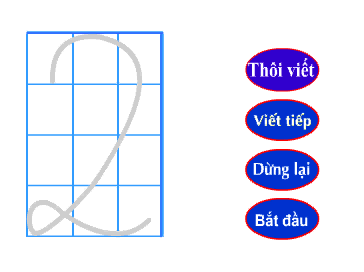 2
Thôi viết
Viết tiếp
Dừng lại
Bắt đầu